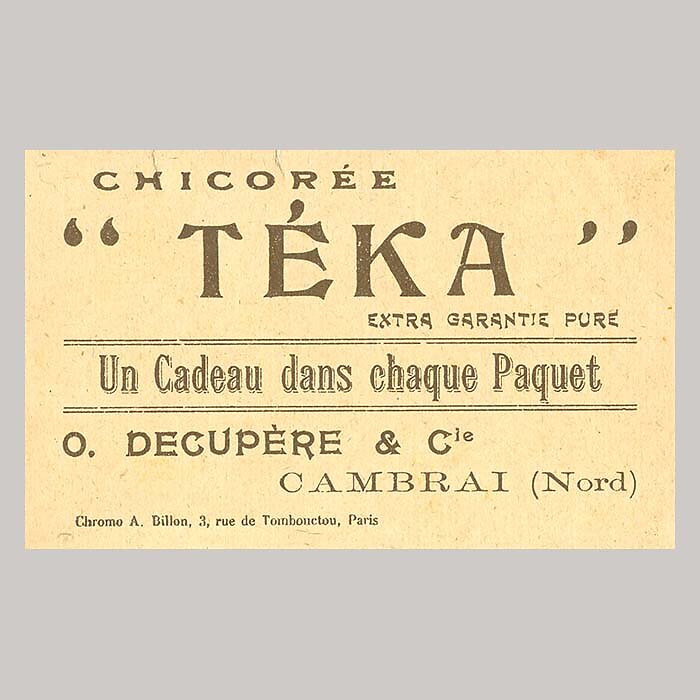 CHICORÉE
“ TÉKA ”
EXTRA GARANTIE PURE
Un Cadeau dans chaque Paquet
O. DECUPÈRE & Cie
CAMBRAI (Nord)
Chromo A. Billon, 3, rue de Tombouctou, Paris